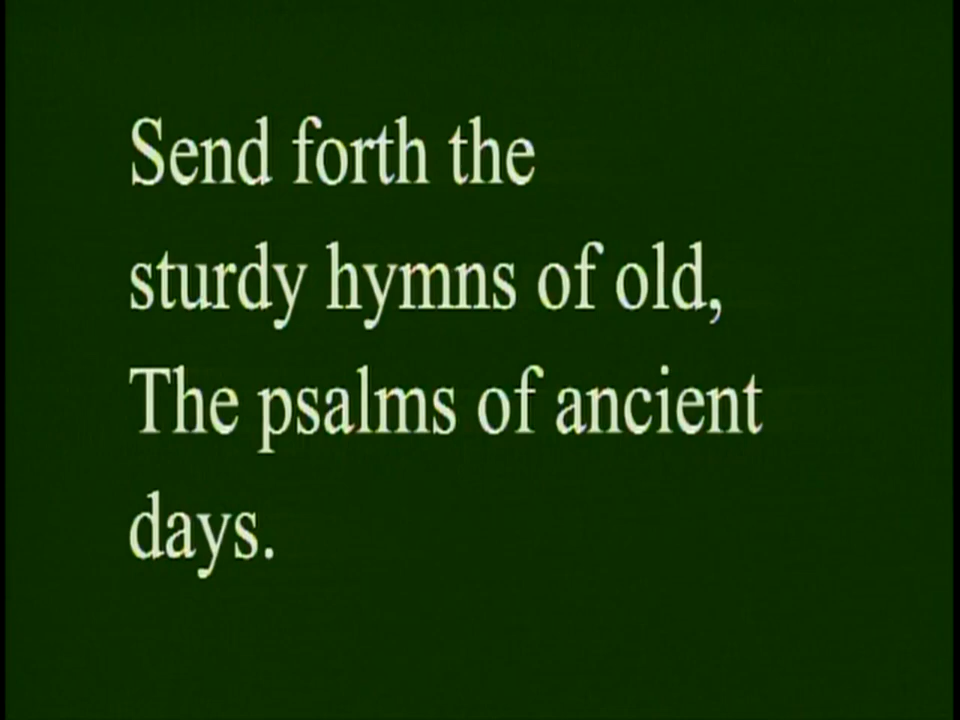 Send forth the
sturdy hymns of old,
The psalms of ancient
days.